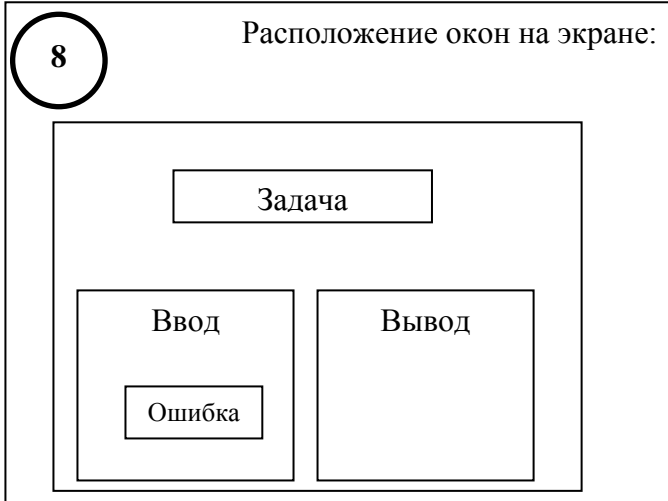 8
Расположение окон на экране:
Задача
Ввод
Вывод
Ошибка